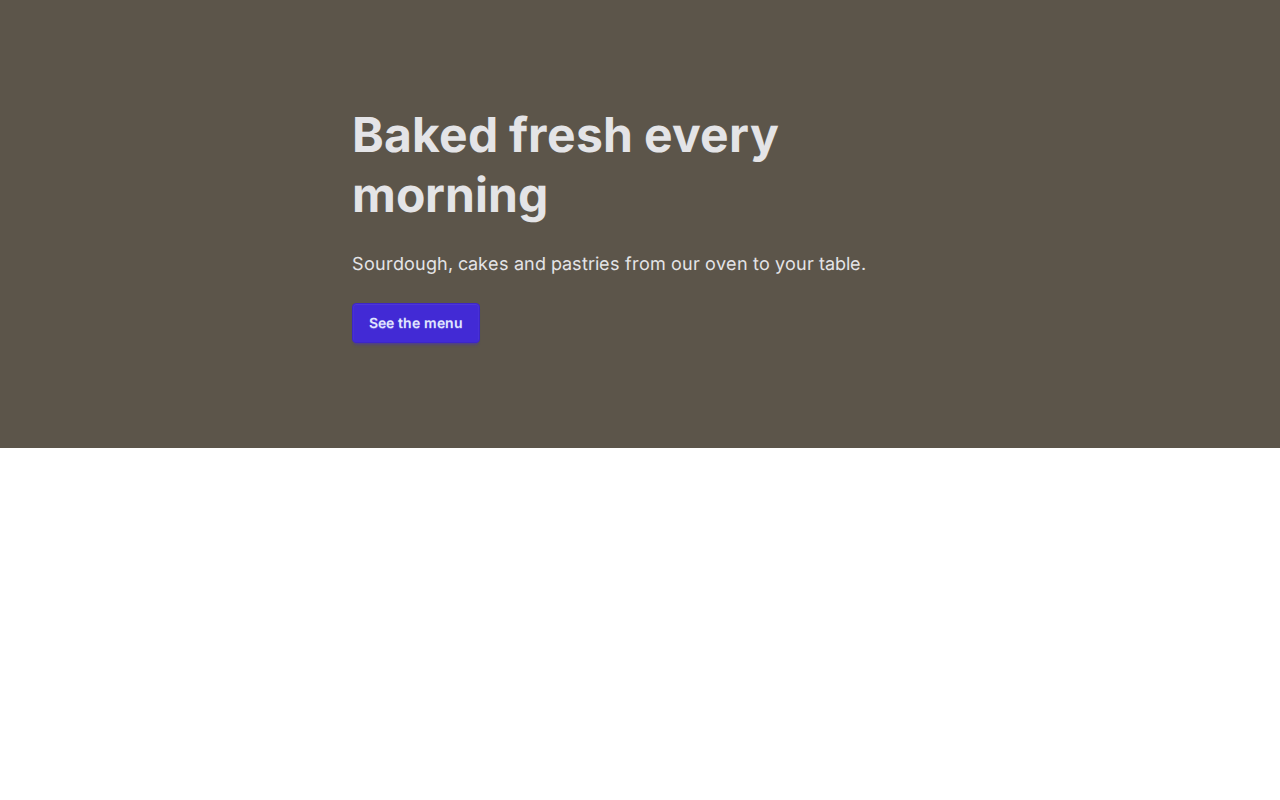 Baked fresh every
morning
Sourdough, cakes and pastries from our oven to your table.
See the menu